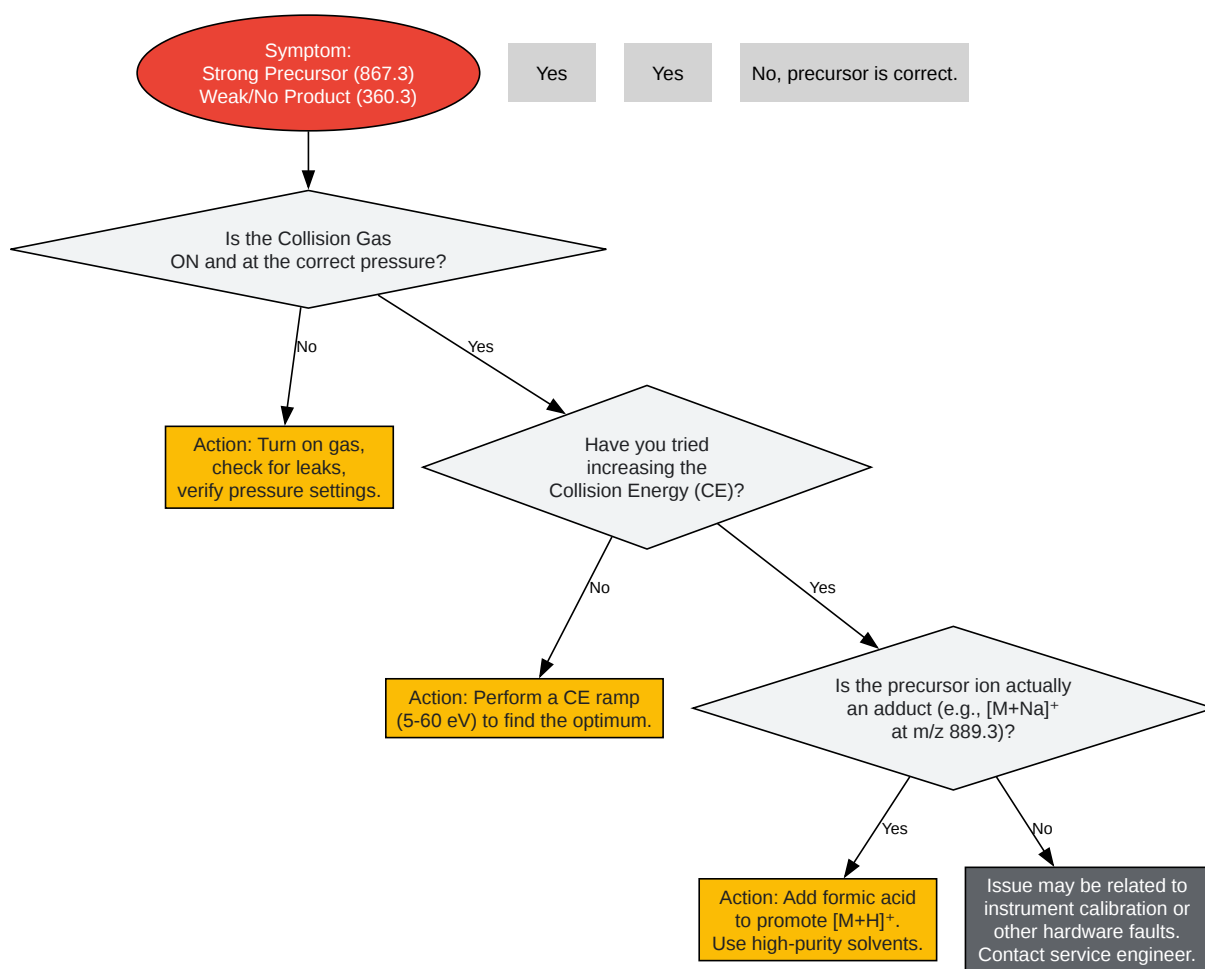 Symptom:
Strong Precursor (867.3)
Weak/No Product (360.3)
Yes
Yes
No, precursor is correct.
Is the Collision Gas
ON and at the correct pressure?
No
Yes
Action: Turn on gas,
check for leaks,
verify pressure settings.
Have you tried
increasing the
Collision Energy (CE)?
No
Yes
Action: Perform a CE ramp
(5-60 eV) to find the optimum.
Is the precursor ion actually
an adduct (e.g., [M+Na]⁺
at m/z 889.3)?
Yes
No
Action: Add formic acid
to promote [M+H]⁺.
Use high-purity solvents.
Issue may be related to
instrument calibration or
other hardware faults.
Contact service engineer.